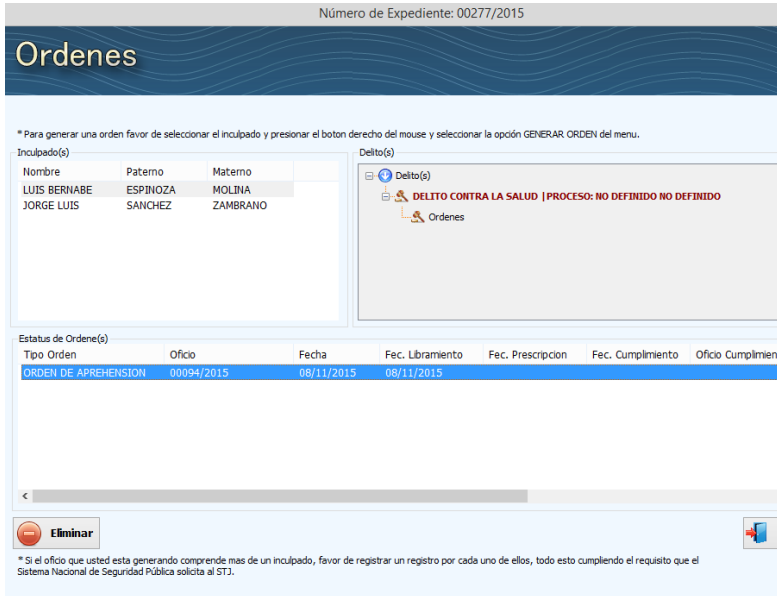 Número de Expediente: 00277/2015
Ordenes
* Para generar una orden favor de seleccionar el inculpado y presionar el boton derecho del mouse y seleccionar la opción GENERAR ORDEN del menu.
Inculpado(s)
Nombre Paterno Materno
LUIS BERNABE ESPINOZA MOLINA
JORGE LUIS SANCHEZ ZAMBRANO
Delito(s)
Delito(s)
DELITO CONTRA LA SALUD |PROCESO: NO DEFINIDO NO DEFINIDO
Ordenes
Estatus de Ordene(s)
Tipo Orden Oficio Fecha Fec. Libramiento Fec. Prescripcion Fec. Cumplimiento Oficio Cumplimien
ORDEN DE APREHENSION 00094/2015 08/11/2015 08/11/2015
Eliminar
* Si el oficio que usted esta generando comprende mas de un inculpado, favor de registrar un registro por cada uno de ellos, todo esto cumpliendo el requisito que el
Sistema Nacional de Seguridad Pública solicita al STJ.